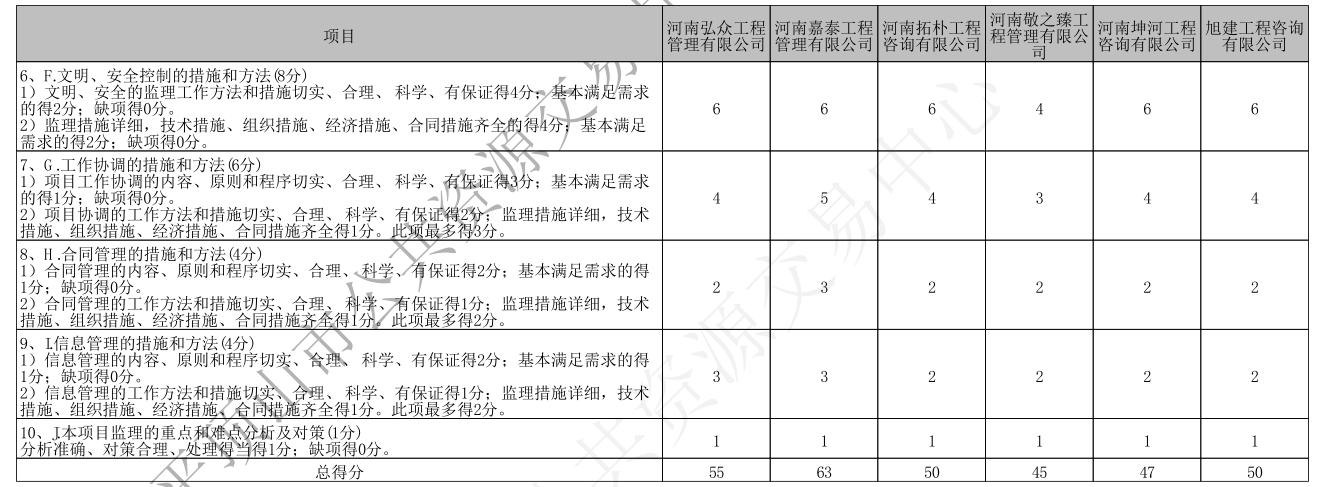 项目
河南弘众工程
管理有限公司
河南嘉泰工程
管理有限公司
河南拓朴工程
咨询有限公司
河南敬之臻工
程管理有限公
司
河南坤河工程
咨询有限公司
旭建工程咨询
有限公司
6、F.文明、安全控制的措施和方法(8分)
1）文明、安全的监理工作方法和措施切实、合理、 科学、有保证得4分；基本满足需求
的得2分；缺项得0分。
2）监理措施详细，技术措施、组织措施、经济措施、合同措施齐全的得4分；基本满足
需求的得2分；缺项得0分。
6 6 6 4 6 6
7、G.工作协调的措施和方法(6分)
1）项目工作协调的内容、原则和程序切实、合理、 科学、有保证得3分；基本满足需求
的得1分；缺项得0分。
2）项目协调的工作方法和措施切实、合理、 科学、有保证得2分；监理措施详细，技术
措施、组织措施、经济措施、合同措施齐全得1分。此项最多得3分。
4 5 4 3 4 4
8、H.合同管理的措施和方法(4分)
1）合同管理的内容、原则和程序切实、合理、 科学、有保证得2分；基本满足需求的得
1分；缺项得0分。
2）合同管理的工作方法和措施切实、合理、 科学、有保证得1分；监理措施详细，技术
措施、组织措施、经济措施、合同措施齐全得1分。此项最多得2分。
2 3 2 2 2 2
9、I.信息管理的措施和方法(4分)
1）信息管理的内容、原则和程序切实、合理、 科学、有保证得2分；基本满足需求的得
1分；缺项得0分。
2）信息管理的工作方法和措施切实、合理、 科学、有保证得1分；监理措施详细，技术
措施、组织措施、经济措施、合同措施齐全得1分。此项最多得2分。
3 3 2 2 2 2
10、J.本项目监理的重点和难点分析及对策(1分)
分析准确、对策合理、处理得当得1分；缺项得0分。
1 1 1 1 1 1
总得分 55 63 50 45 47 50
平顶山市公共资源交易中
公共资源交易中心